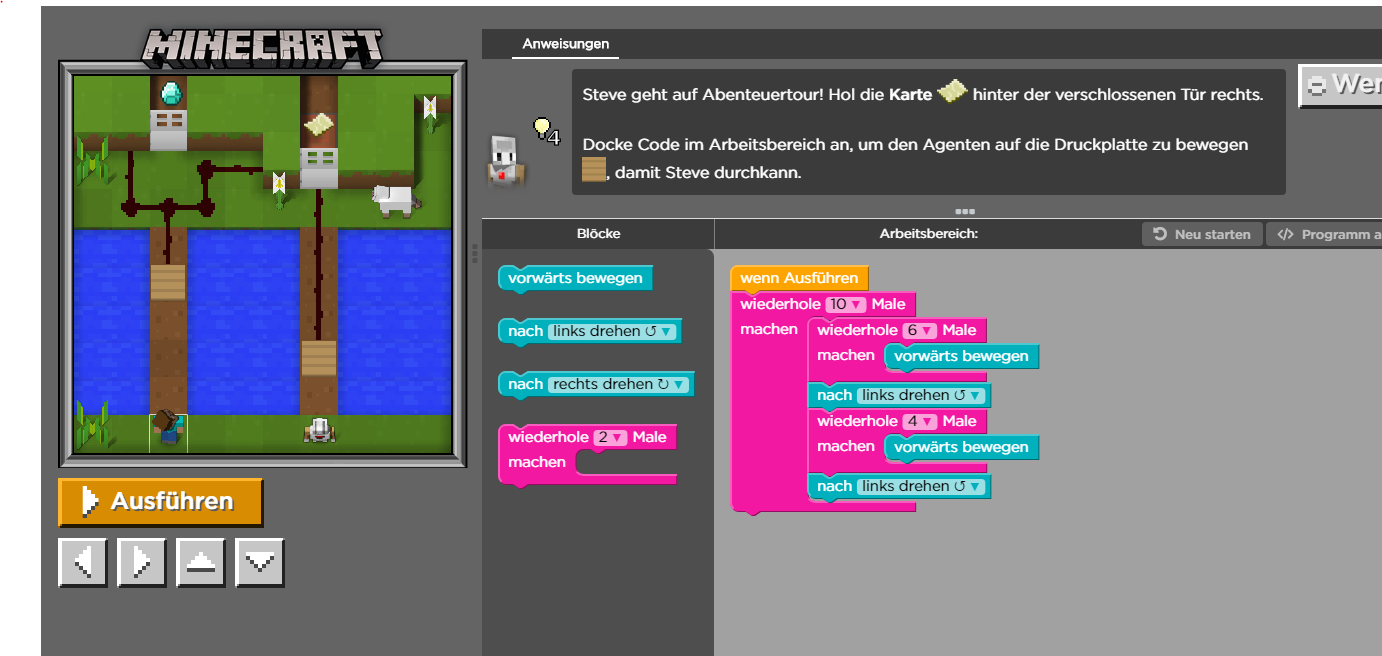 MINECRAFT
Anweisungen
Steve geht auf Abenteuertour! Hol die Karte hinter der verschlossenen Tür rechts.
Wer
4
Docke Code im Arbeitsbereich an, um den Agenten auf die Druckplatte zu bewegen
, damit Steve durchkann.
Blöcke
Arbeitsbereich:
Neu starten
</> Programm a
vorwärts bewegen
nach links drehen ↺ ▼
nach rechts drehen ↻ ▼
wiederhole 2 ▼ Male
machen
wenn Ausführen
wiederhole 10 ▼ Male
machen
wiederhole 6 ▼ Male
machen vorwärts bewegen
nach links drehen ↺ ▼
wiederhole 4 ▼ Male
machen vorwärts bewegen
nach links drehen ↺ ▼
Ausführen